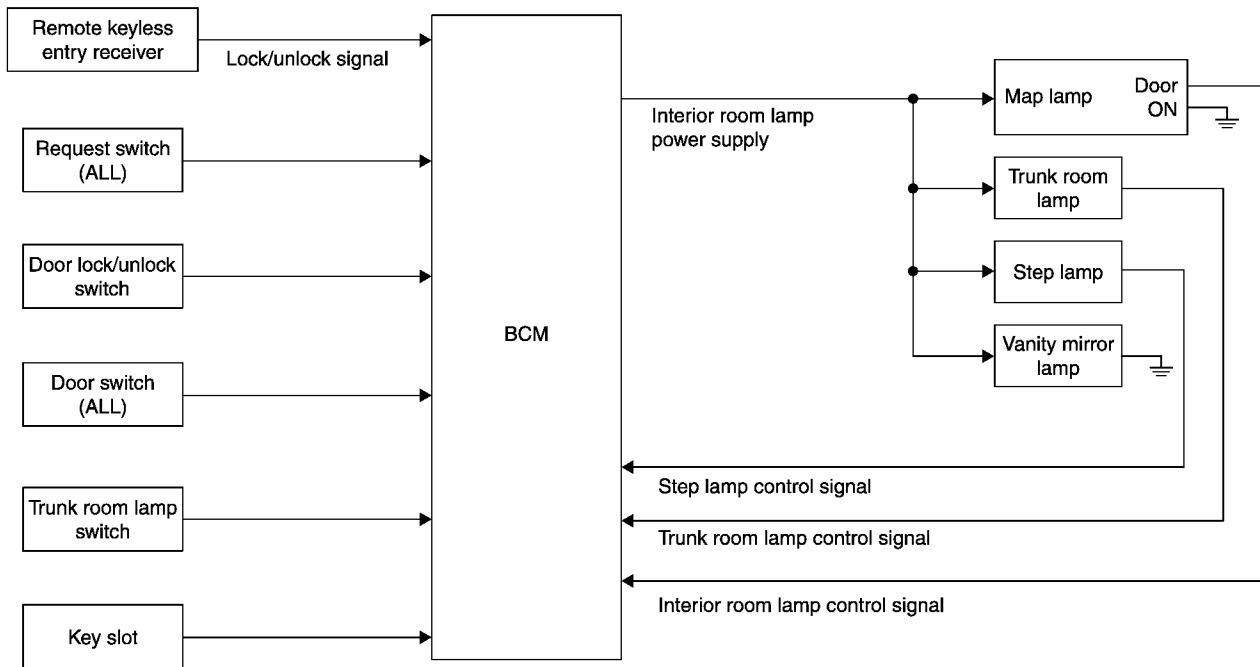 Remote keyless
entry receiver
Lock/unlock signal
Request switch
(ALL)
Door lock/unlock
switch
Door switch
(ALL)
Trunk room lamp
switch
Key slot
BCM
Interior room lamp
power supply
Map lamp
Door
ON
Trunk room
lamp
Step lamp
Vanity mirror
lamp
Step lamp control signal
Trunk room lamp control signal
Interior room lamp control signal